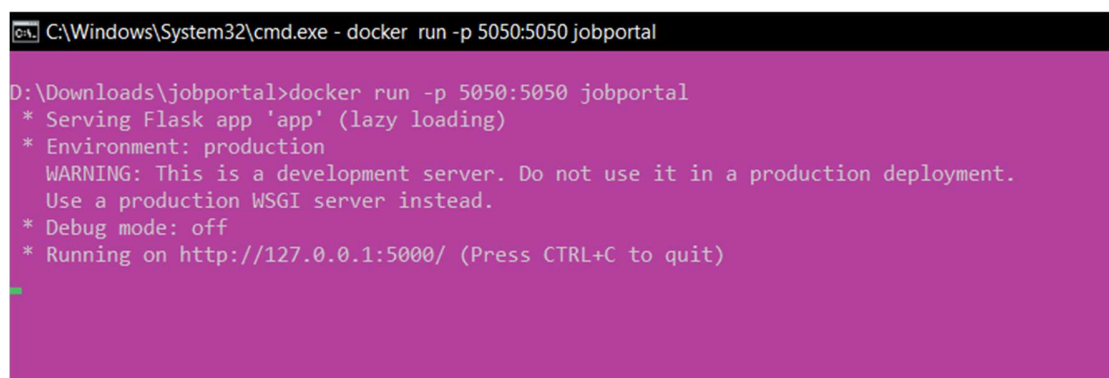 C:\Windows\System32\cmd.exe - docker run -p 5050:5050 jobportal
D:\Downloads\jobportal>docker run -p 5050:5050 jobportal
* Serving Flask app 'app' (lazy loading)
* Environment: production
WARNING: This is a development server. Do not use it in a production deployment.
Use a production WSGI server instead.
* Debug mode: off
* Running on http://127.0.0.1:5000/ (Press CTRL+C to quit)